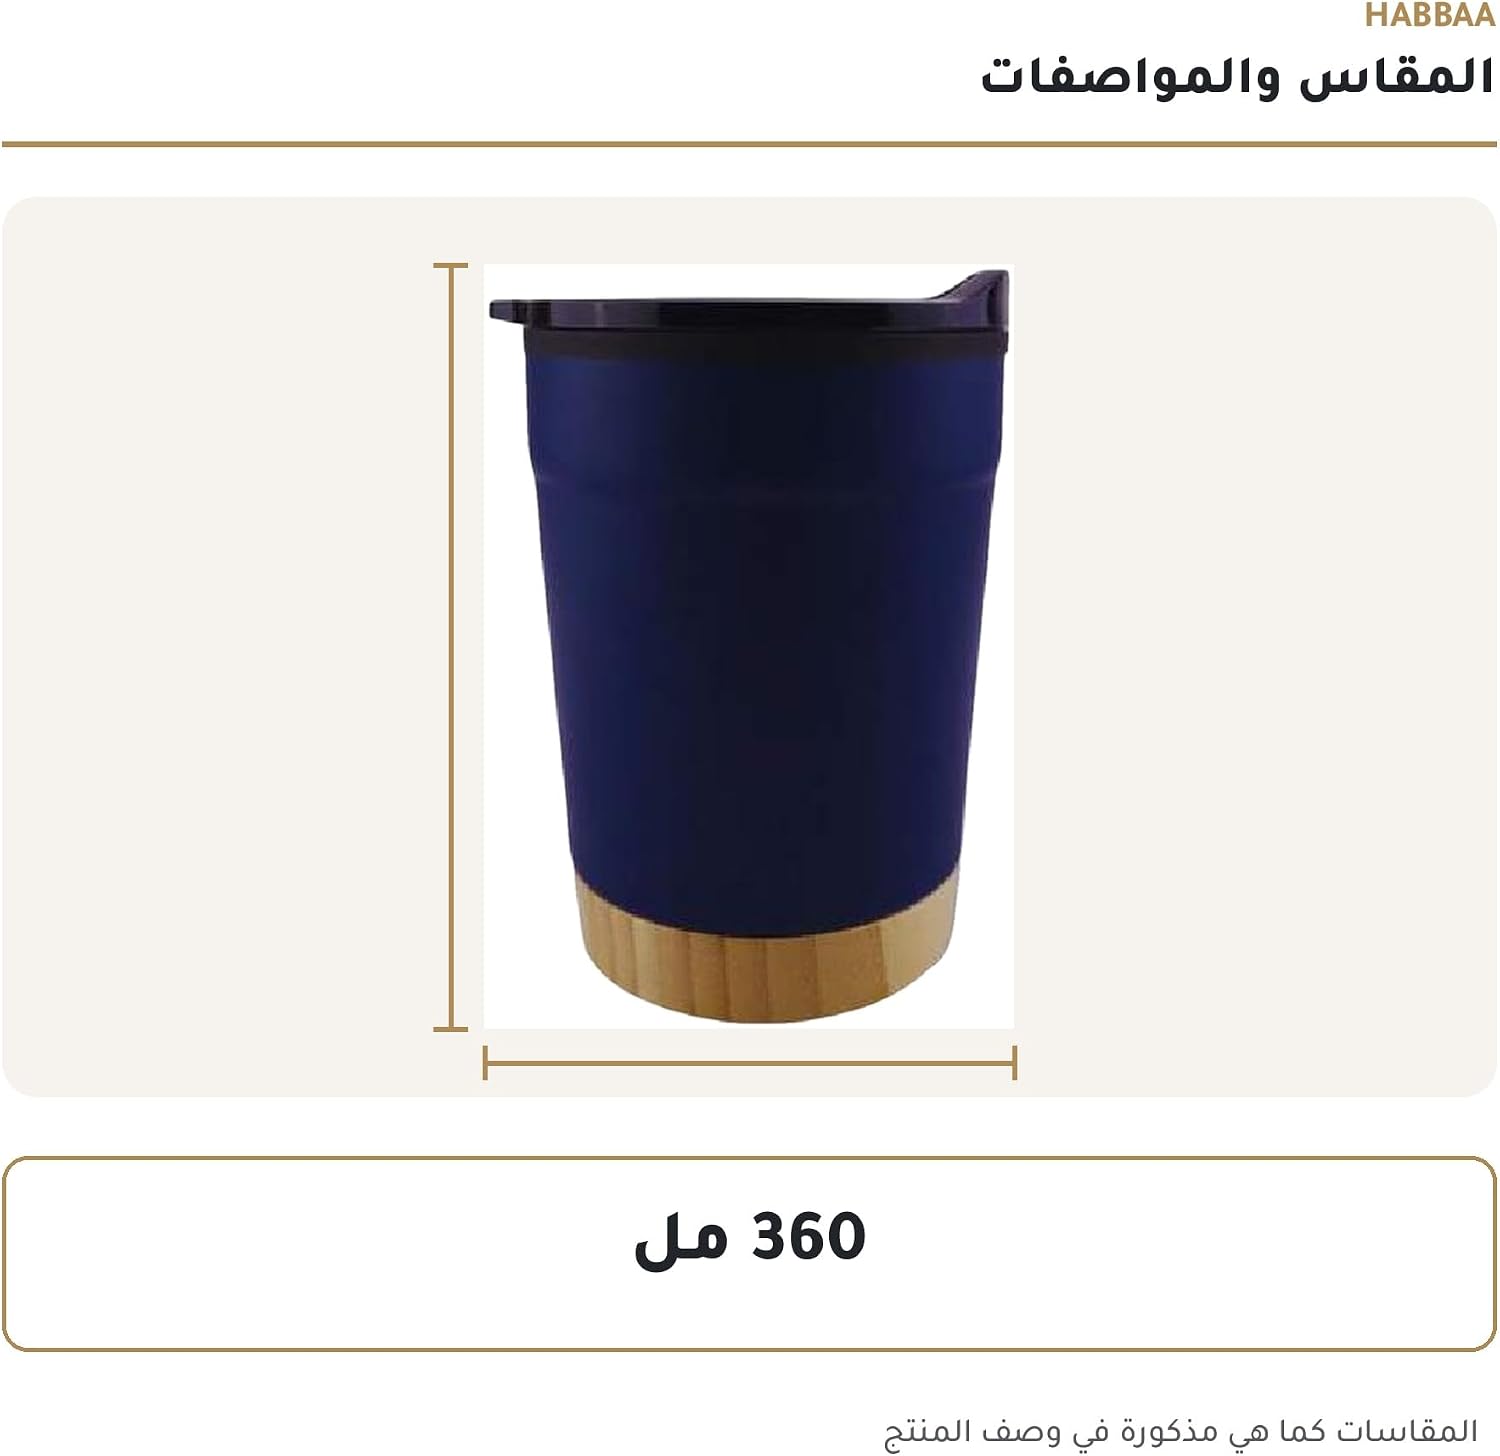 HABBAA
المقاس والمواصفات
360 مل
المقاسات كما هي مذكورة في وصف المنتج